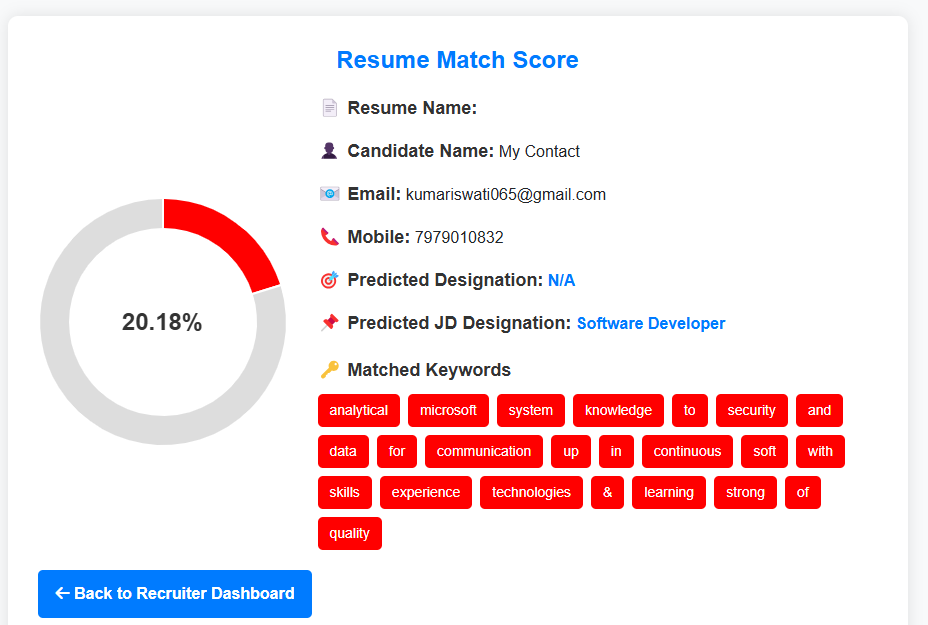 Resume Match Score
Resume Name:
Candidate Name: My Contact
Email: kumariswati065@gmail.com
Mobile: 7979010832
Predicted Designation: N/A
20.18%
Predicted JD Designation: Software Developer
Matched Keywords
analytical microsoft system knowledge to security and
data for communication up in continuous soft with
skills experience technologies & learning strong of
quality
← Back to Recruiter Dashboard